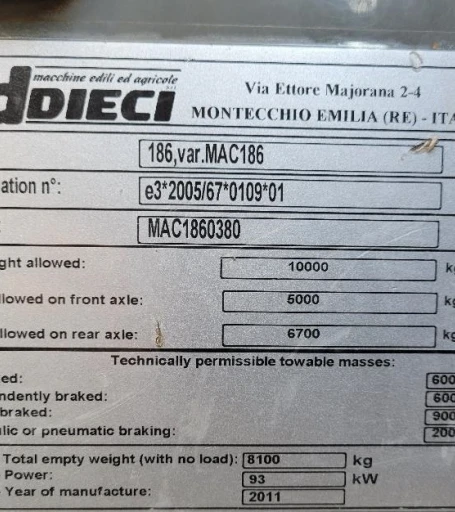 macchine edili ed agricole
DIECI
Via Ettore Majorana 2-4
MONTECCHIO EMILIA (RE) - ITA
186,var.MAC186
ation n°: e3*2005/67*0109*01
MAC1860380
ght allowed: 10000 kg
llowed on front axle: 5000 kg
llowed on rear axle: 6700 kg
Technically permissible towable masses:
ed: 600
ndently braked: 600
braked: 900
lic or pneumatic braking: 200
Total empty weight (with no load): 8100 kg
Power: 93 kW
Year of manufacture: 2011